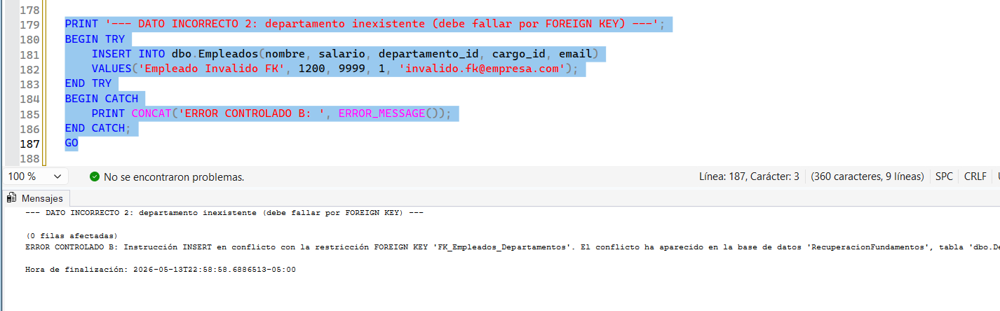 178
179 PRINT '--- DATO INCORRECTO 2: departamento inexistente (debe fallar por FOREIGN KEY) ---';
180 BEGIN TRY
181 INSERT INTO dbo.Empleados(nombre, salario, departamento_id, cargo_id, email)
182 VALUES('Empleado Invalido FK', 1200, 9999, 1, 'invalido.fk@empresa.com');
183 END TRY
184 BEGIN CATCH
185 PRINT CONCAT('ERROR CONTROLADO B: ', ERROR_MESSAGE());
186 END CATCH;
187 GO
188
100 % No se encontraron problemas. Línea: 187, Carácter: 3 (360 caracteres, 9 líneas) SPC CRLF
Mensajes
--- DATO INCORRECTO 2: departamento inexistente (debe fallar por FOREIGN KEY) ---
(0 filas afectadas)
ERROR CONTROLADO B: Instrucción INSERT en conflicto con la restricción FOREIGN KEY 'FK_Empleados_Departamentos'. El conflicto ha aparecido en la base de datos 'RecuperacionFundamentos', tabla 'dbo.De
Hora de finalización: 2026-05-13T22:58:58.6886513-05:00